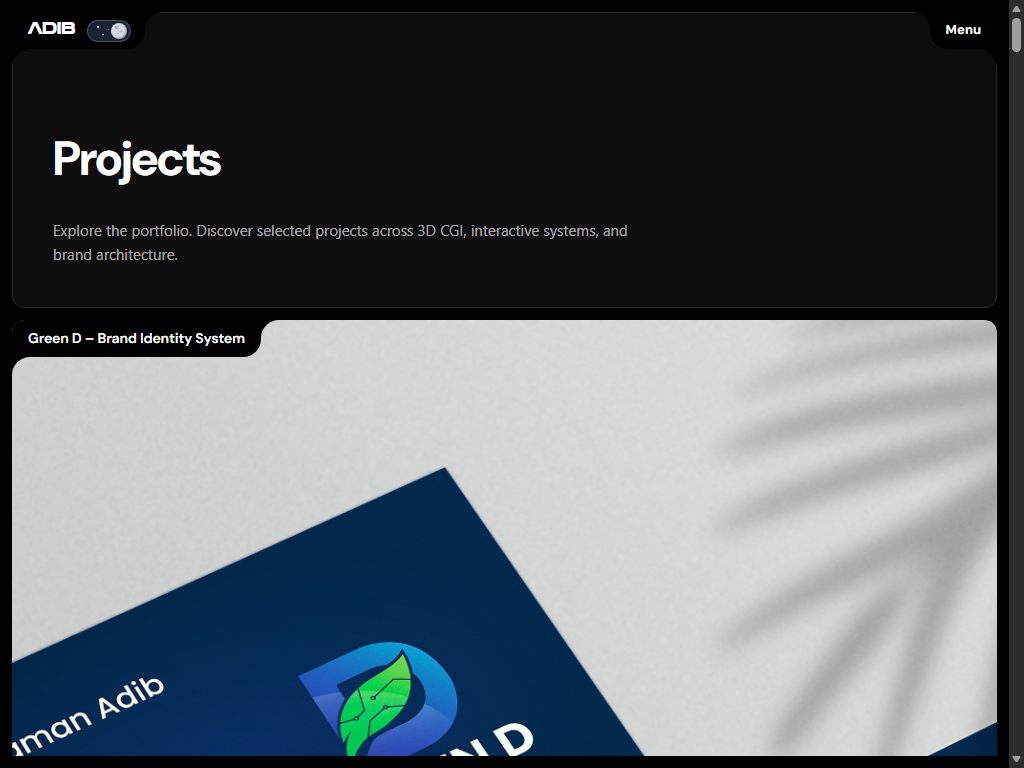 ADIB
Menu
Projects
Explore the portfolio. Discover selected projects across 3D CGI, interactive systems, and
brand architecture.
Green D – Brand Identity System
Adib
D